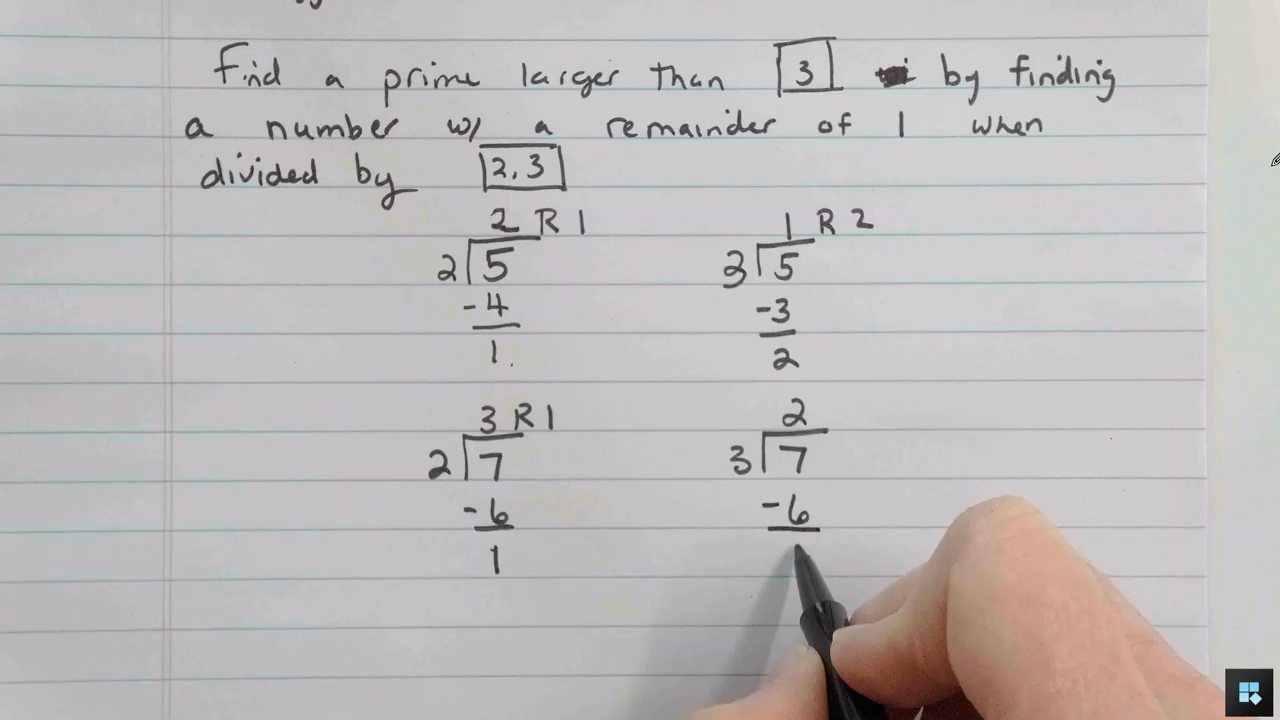 Find a prime larger than 3 by finding
a number w/ a remainder of 1 when
divided by 2,3
2 R 1
2 5
-4
1.
1 R 2
3 5
-3
2
3 R 1
2 7
-6
1
2
3 7
-6